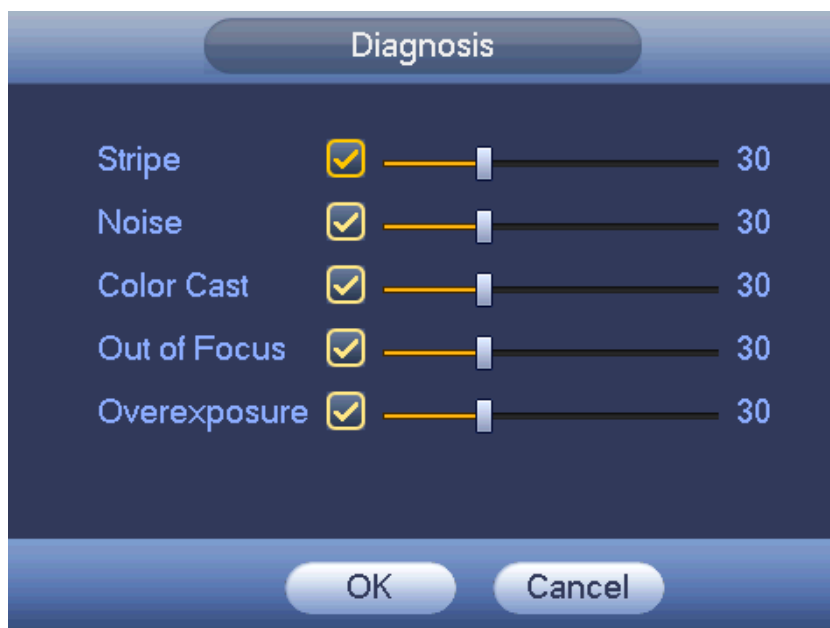 Diagnosis
Stripe 30
Noise 30
Color Cast 30
Out of Focus 30
Overexposure 30
OK Cancel